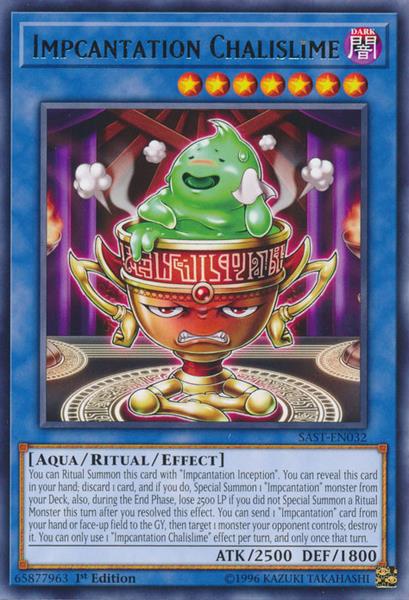 IMPCANTATION CHALISLIME
DARK
闇
SAST-EN032
[AQUA/RITUAL/EFFECT]
You can Ritual Summon this card with "Impcantation Inception". You can reveal this card
in your hand; discard 1 card, and if you do, Special Summon 1 "Impcantation" monster from
your Deck, also, during the End Phase, lose 2500 LP if you did not Special Summon a Ritual
Monster this turn after you resolved this effect. You can send 1 "Impcantation" card from
your hand or face-up field to the GY, then target 1 monster your opponent controls; destroy
it. You can only use 1 "Impcantation Chalislime" effect per turn, and only once that turn.
ATK/2500 DEF/1800
65877963 1st Edition ©1996 KAZUKI TAKAHASHI